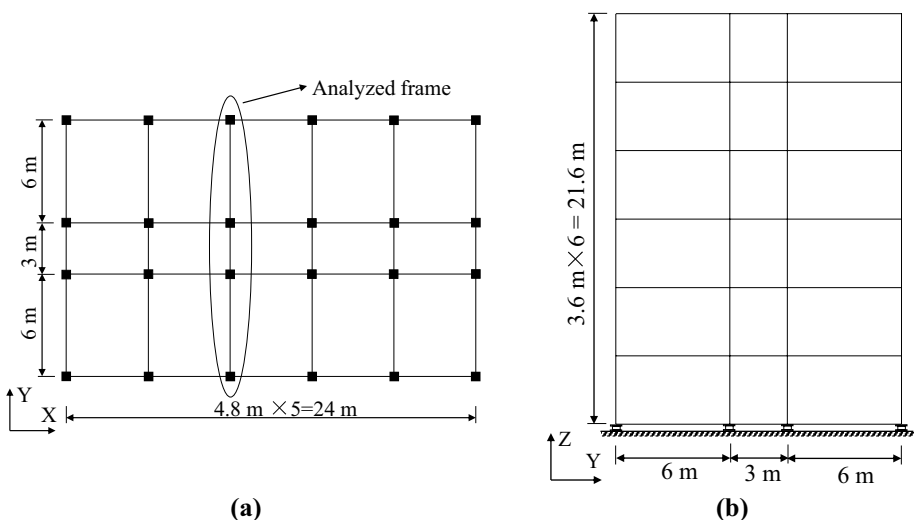 Analyzed frame
6 m
3 m
6 m
Y
X
4.8 m ×5=24 m
(a)
3.6 m×6 = 21.6 m
Z
Y
6 m
3 m
6 m
(b)